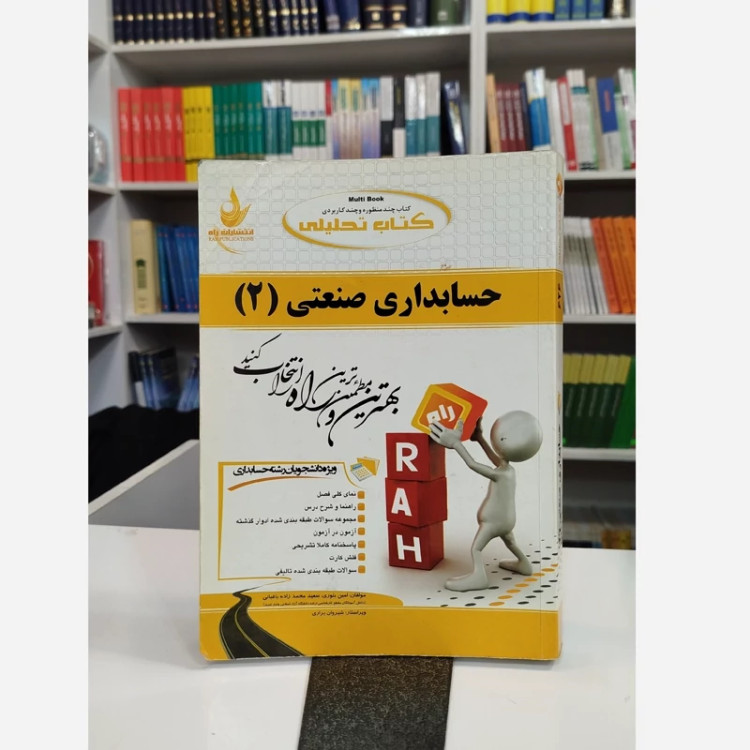 Multi Book
کتاب چند منظوره و چند کاربردی
کتاب تحلیلی
انتشارات راه
حسابداری صنعتی (۲)
بهترین و مطمئن ترین راه را انتخاب کنید
راه
R
A
H
ویژه دانشجویان رشته حسابداری
نمای کلی فصل
راهنما و شرح درس
مجموعه سوالات طبقه بندی شده ادوار گذشته
آزمون در آزمون
پاسخنامه کاملا تشریحی
فلش کارت
سوالات طبقه بندی شده تالیفی